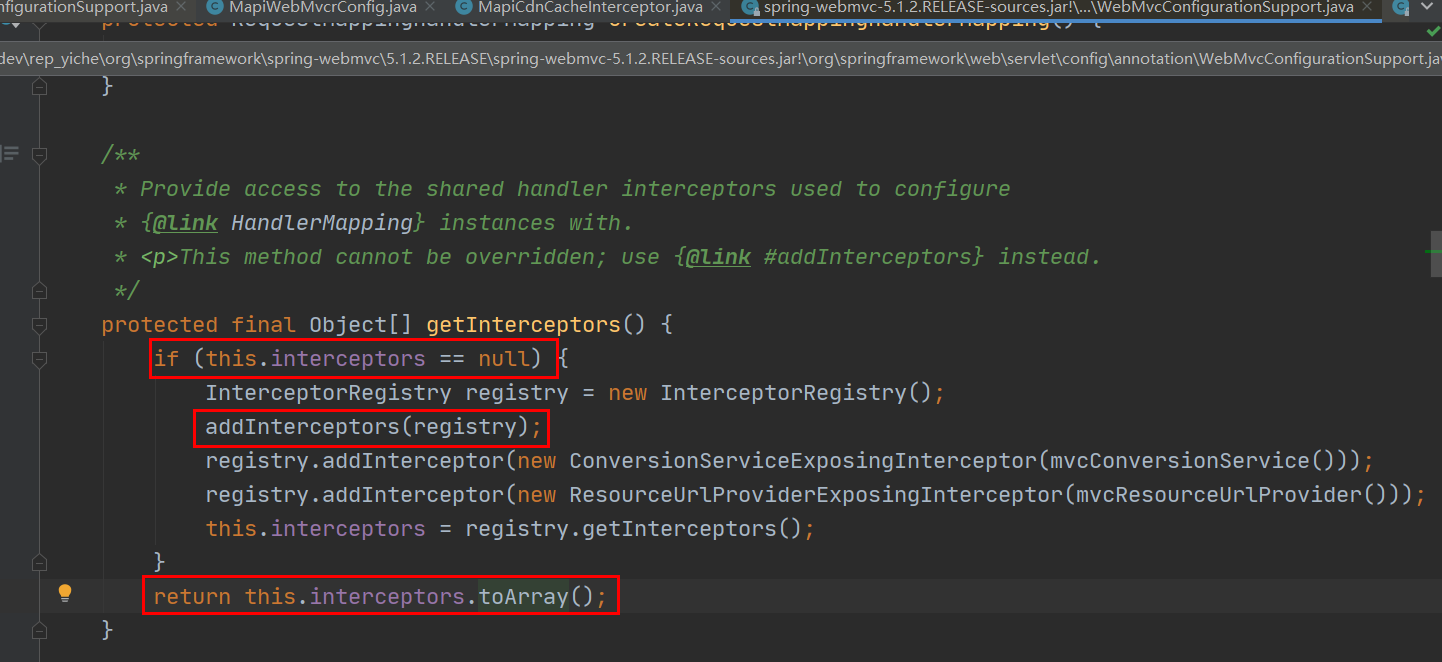 nfigurationSupport.java MapiWebMvcrConfig.java MapiCdnCacheInterceptor.java spring-webmvc-5.1.2.RELEASE-sources.jar!\...\WebMvcConfigurationSupport.java
protected RequestMappingHandlerMapping createRequestMappingHandlerMapping() {
dev\rep_yiche\org\springframework\spring-webmvc\5.1.2.RELEASE\spring-webmvc-5.1.2.RELEASE-sources.jar!\org\springframework\web\servlet\config\annotation\WebMvcConfigurationSupport.jav
}
/**
* Provide access to the shared handler interceptors used to configure
* {@link HandlerMapping} instances with.
* <p>This method cannot be overridden; use {@link #addInterceptors} instead.
*/
protected final Object[] getInterceptors() {
if (this.interceptors == null) {
InterceptorRegistry registry = new InterceptorRegistry();
addInterceptors(registry);
registry.addInterceptor(new ConversionServiceExposingInterceptor(mvcConversionService()));
registry.addInterceptor(new ResourceUrlProviderExposingInterceptor(mvcResourceUrlProvider()));
this.interceptors = registry.getInterceptors();
}
return this.interceptors.toArray();
}